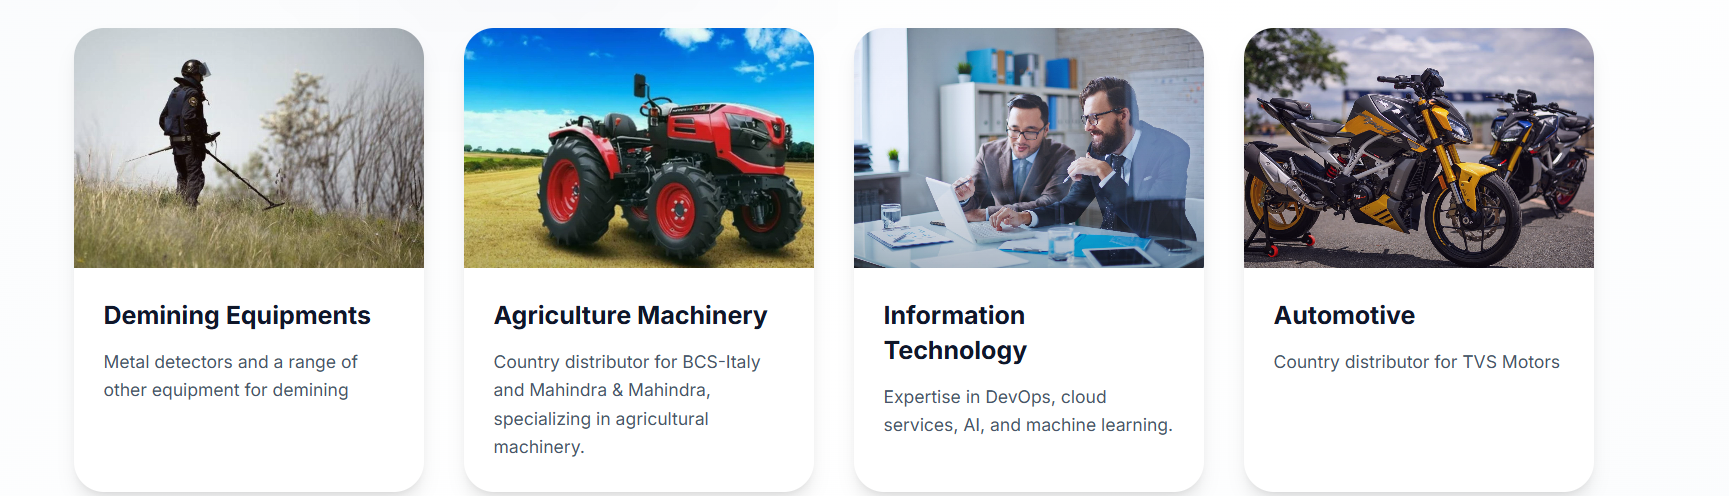 Demining Equipments
Metal detectors and a range of
other equipment for demining
Agriculture Machinery
Country distributor for BCS-Italy
and Mahindra & Mahindra,
specializing in agricultural
machinery.
Information
Technology
Expertise in DevOps, cloud
services, AI, and machine learning.
Automotive
Country distributor for TVS Motors